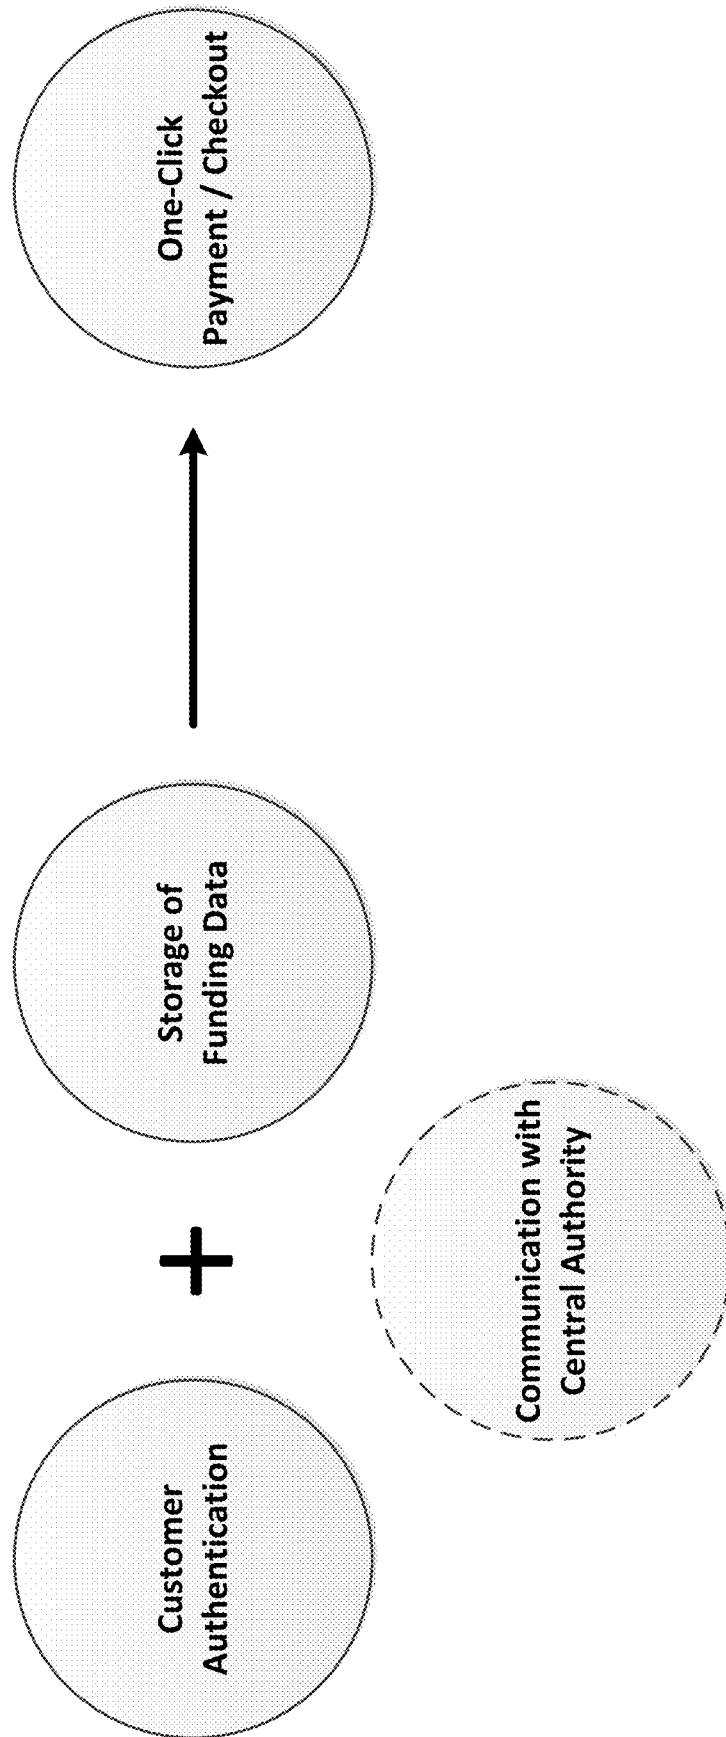 Customer
Authentication
+
Storage of
Funding Data
One-Click
Payment / Checkout
Communication with
Central Authority